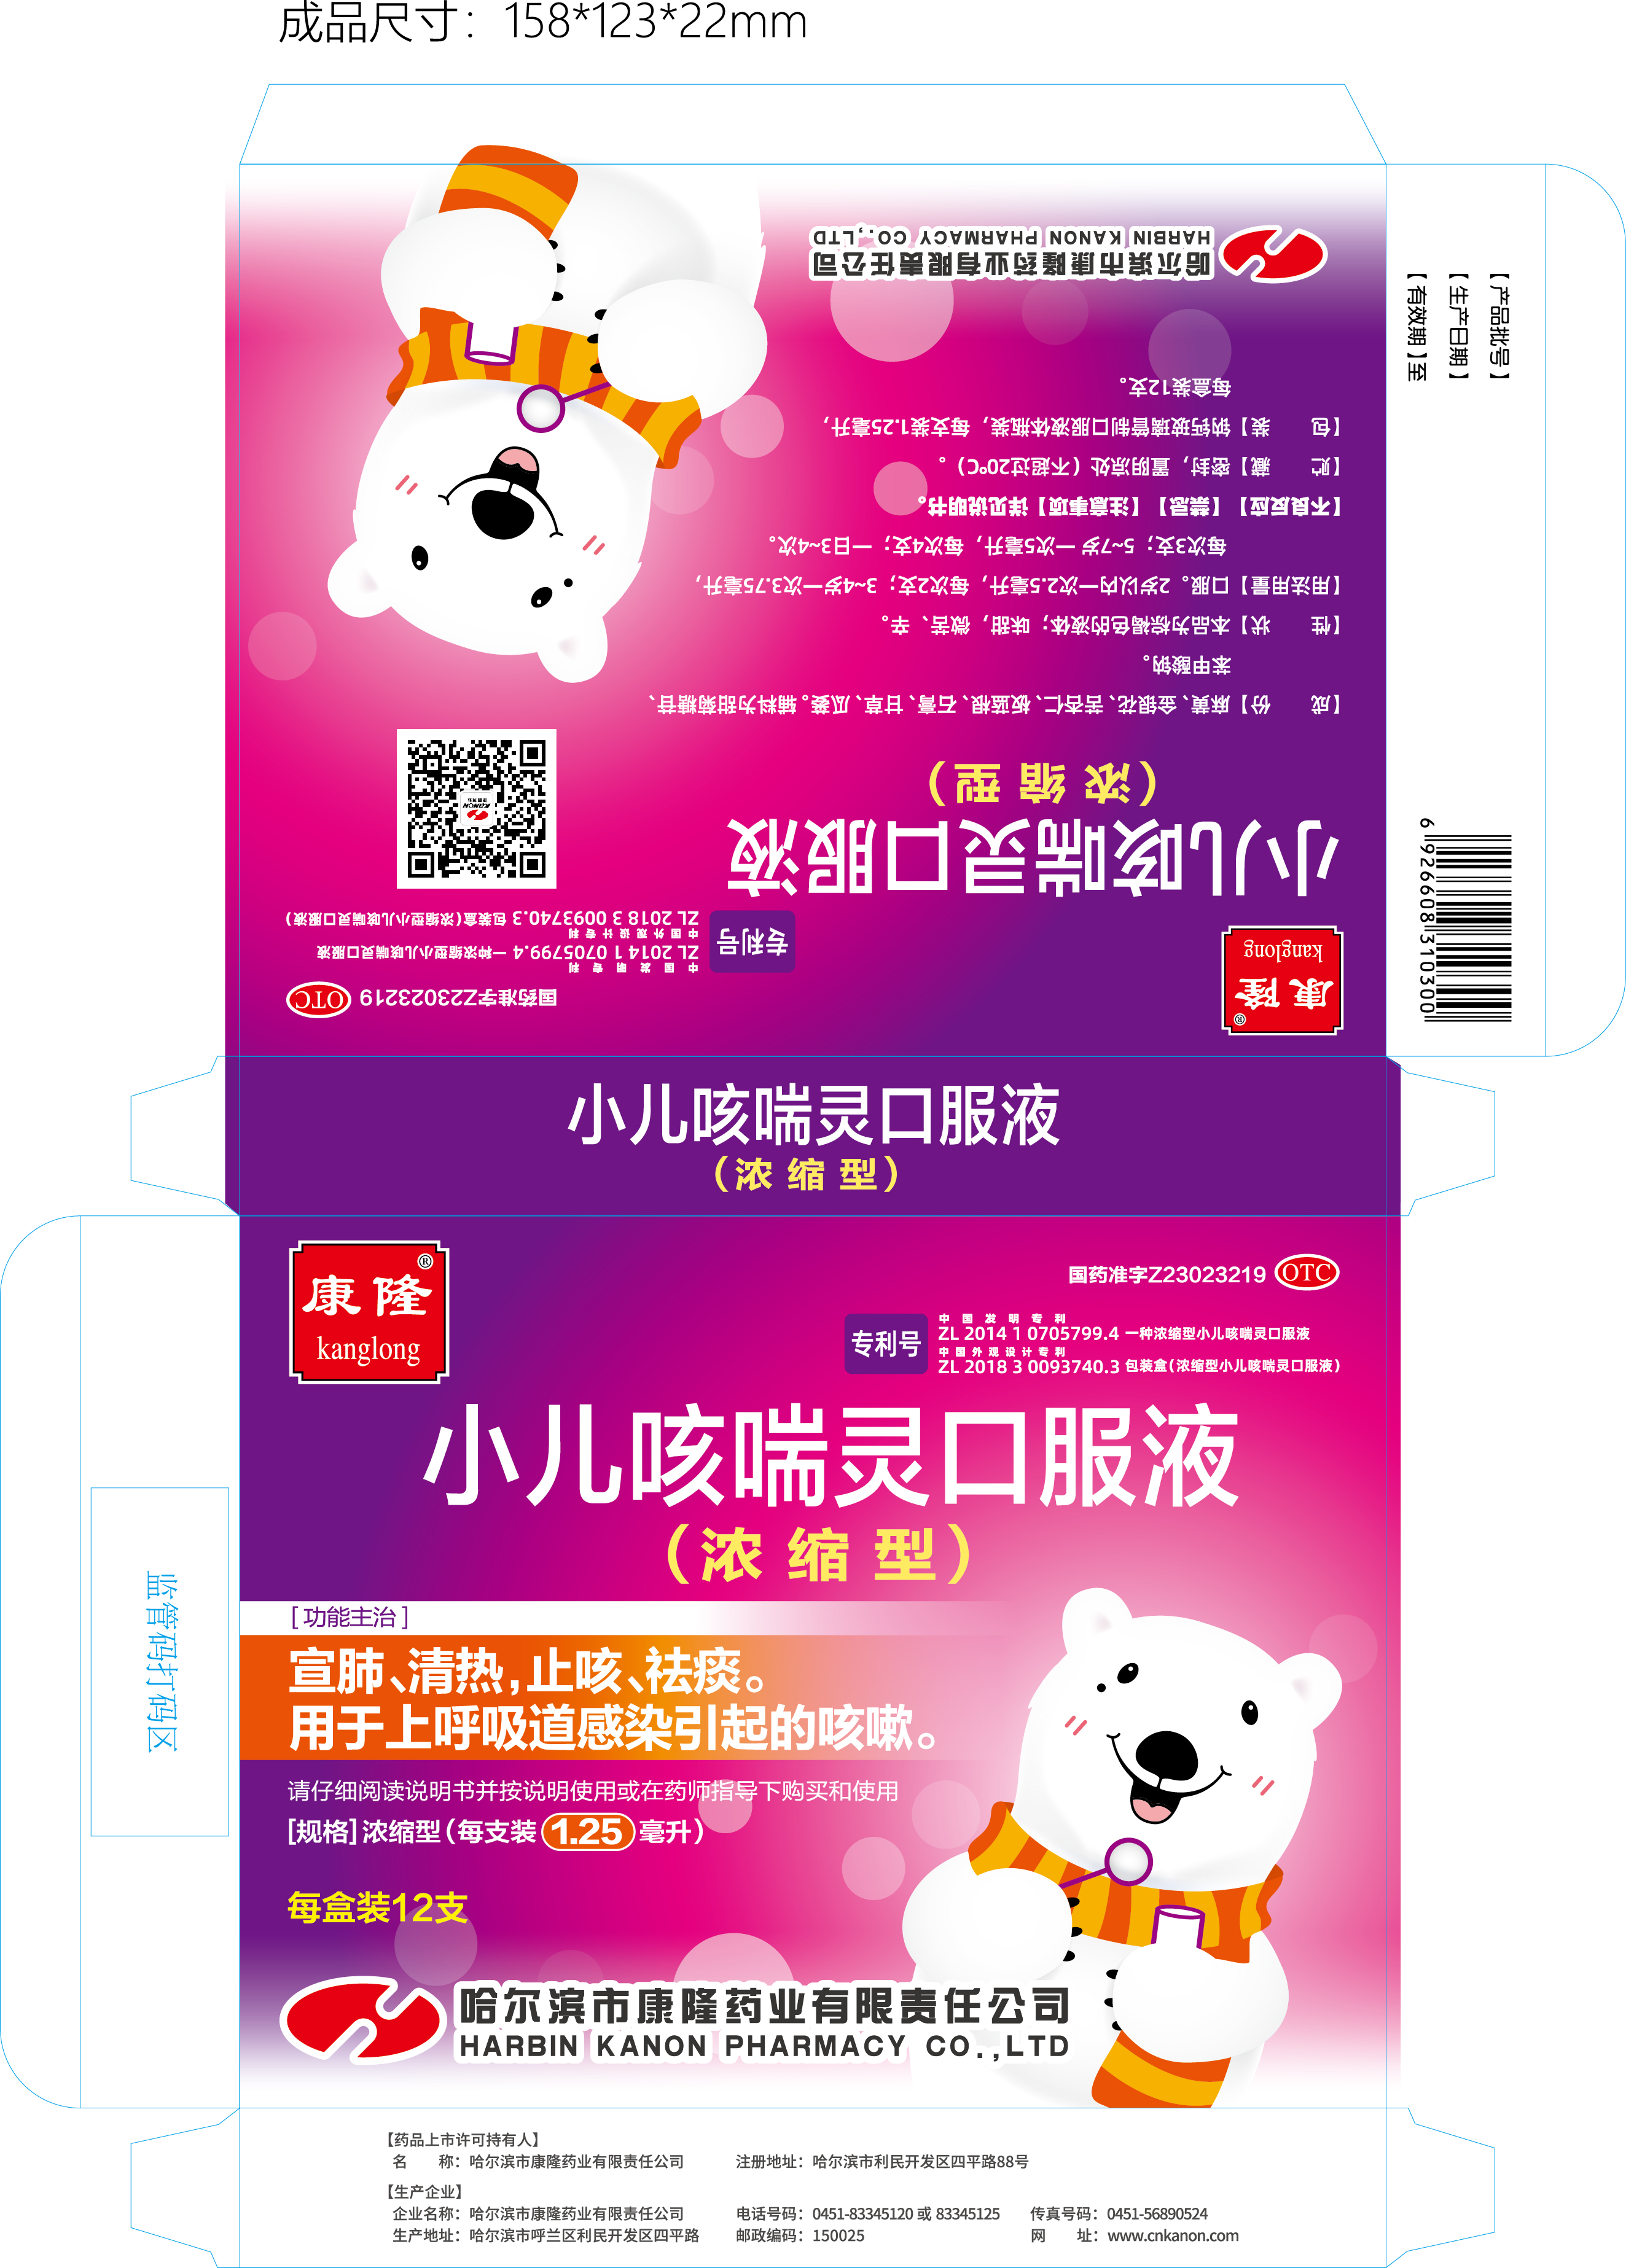 成品尺寸：158*123*22mm
哈尔滨市康隆药业有限责任公司
HARBIN KANON PHARMACY CO.,LTD
【成　份】麻黄、金银花、苦杏仁、板蓝根、石膏、甘草、瓜蒌。辅料为甜菊糖苷、
苯甲酸钠。
【性　状】本品为棕褐色的液体；味甜，微苦、辛。
【用法用量】口服。2岁以内一次2.5毫升，每次2支；3~4岁一次3.75毫升，
每次3支；5~7岁 一次5毫升，每次4支；一日3~4次。
【不良反应】【禁忌】【注意事项】详见说明书。
【贮　藏】密封，置阴凉处（不超过20℃）。
【包　装】钠钙玻璃管制口服液体瓶装，每支装1.25毫升，
每盒装12支。
小儿咳喘灵口服液
（浓缩型）
康隆®
kanglong
国药准字Z23023219 OTC
专利号
中国发明专利
ZL 2014 1 0705799.4 一种浓缩型小儿咳喘灵口服液
中国外观设计专利
ZL 2018 3 0093740.3 包装盒（浓缩型小儿咳喘灵口服液）
KANON
【产品批号】
【生产日期】
【有效期】至
6 926608 310300
小儿咳喘灵口服液
（浓缩型）
康隆®
kanglong
国药准字Z23023219 OTC
专利号
中国发明专利
ZL 2014 1 0705799.4 一种浓缩型小儿咳喘灵口服液
中国外观设计专利
ZL 2018 3 0093740.3 包装盒（浓缩型小儿咳喘灵口服液）
小儿咳喘灵口服液
（浓缩型）
[功能主治]
宣肺、清热,止咳、祛痰。
用于上呼吸道感染引起的咳嗽。
请仔细阅读说明书并按说明使用或在药师指导下购买和使用
[规格]浓缩型（每支装1.25毫升）
每盒装12支
哈尔滨市康隆药业有限责任公司
HARBIN KANON PHARMACY CO.,LTD
监管码打码区
【药品上市许可持有人】
名　　称：哈尔滨市康隆药业有限责任公司　注册地址：哈尔滨市利民开发区四平路88号
【生产企业】
企业名称：哈尔滨市康隆药业有限责任公司　电话号码：0451-83345120 或 83345125　传真号码：0451-56890524
生产地址：哈尔滨市呼兰区利民开发区四平路　邮政编码：150025　网　　址：www.cnkanon.com